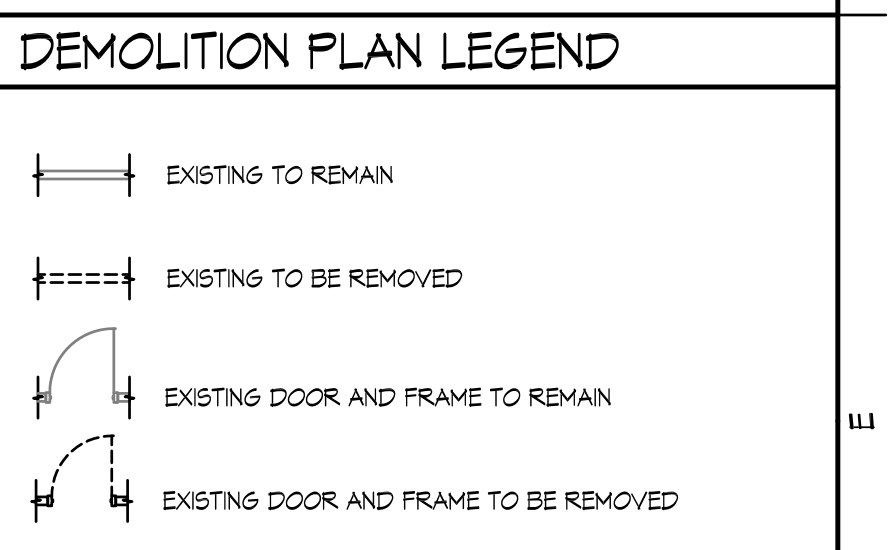 DEMOLITION PLAN LEGEND
EXISTING TO REMAIN
EXISTING TO BE REMOVED
EXISTING DOOR AND FRAME TO REMAIN
EXISTING DOOR AND FRAME TO BE REMOVED
E